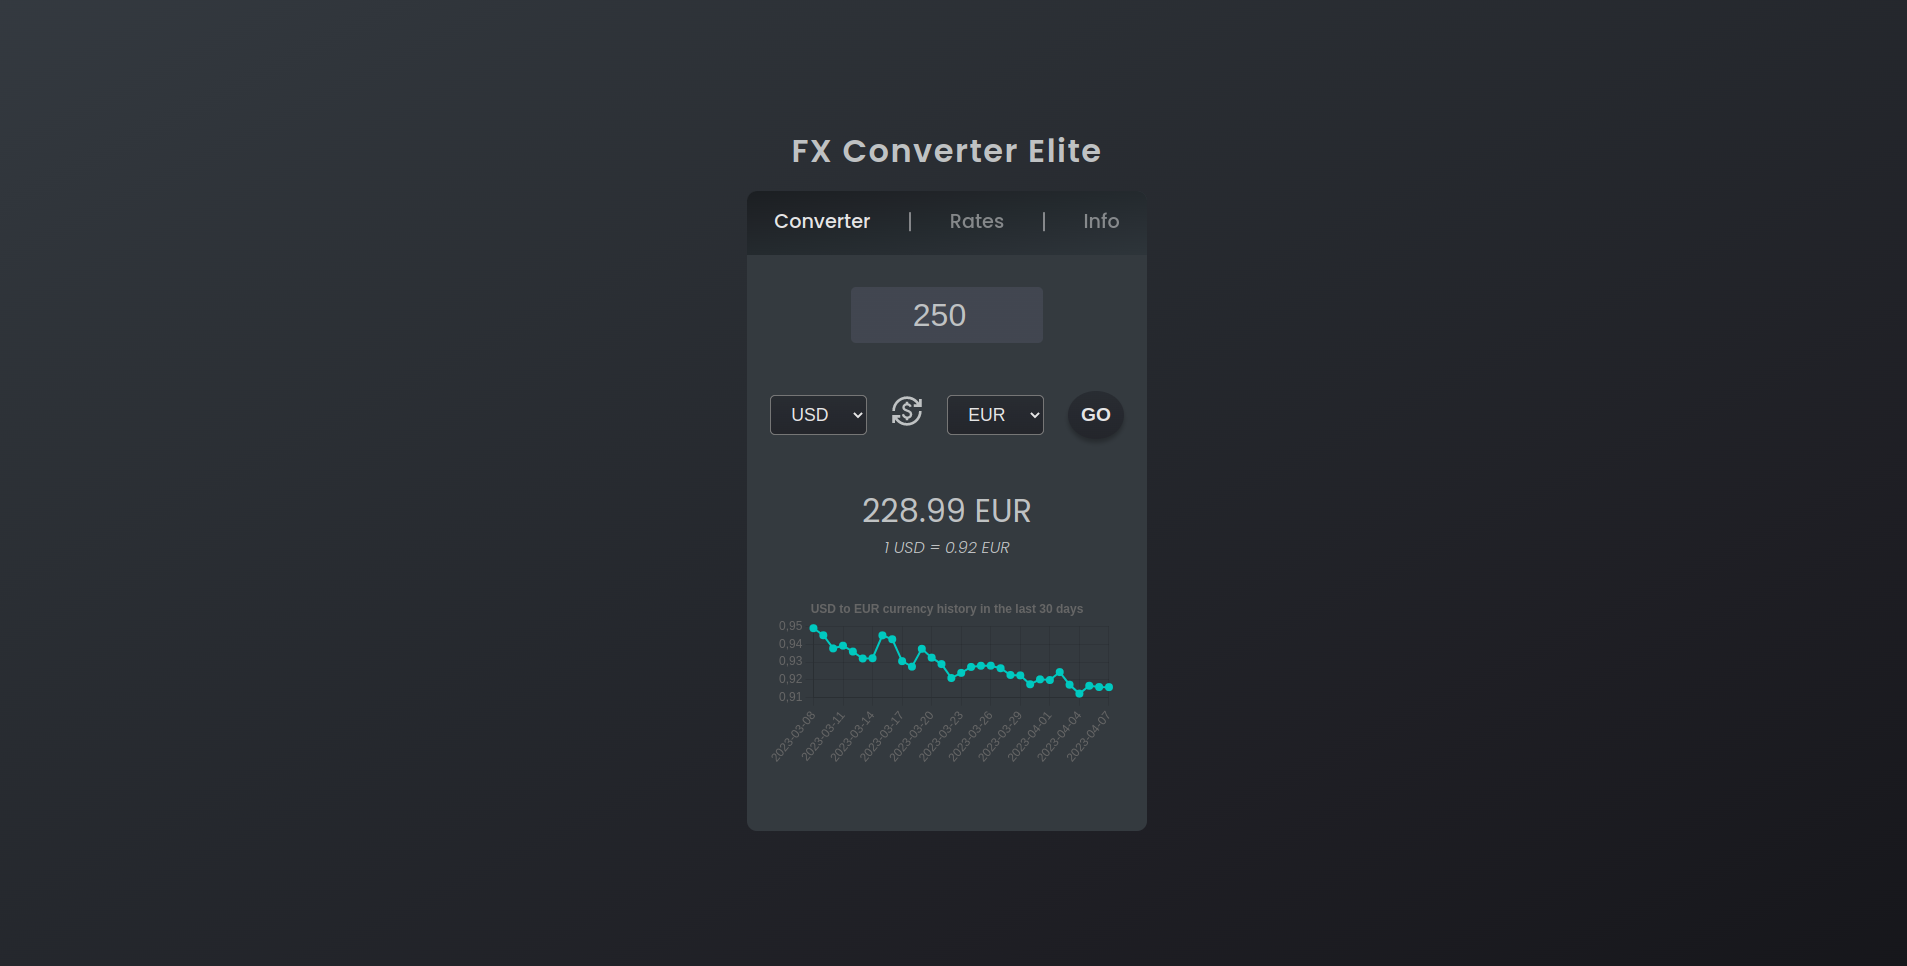 FX Converter Elite
Converter | Rates | Info
250
USD EUR GO
228.99 EUR
1 USD = 0.92 EUR
USD to EUR currency history in the last 30 days
0,95
0,94
0,93
0,92
0,91
2023-03-08 2023-03-11 2023-03-14 2023-03-17 2023-03-20 2023-03-23 2023-03-26 2023-03-29 2023-04-01 2023-04-04 2023-04-07